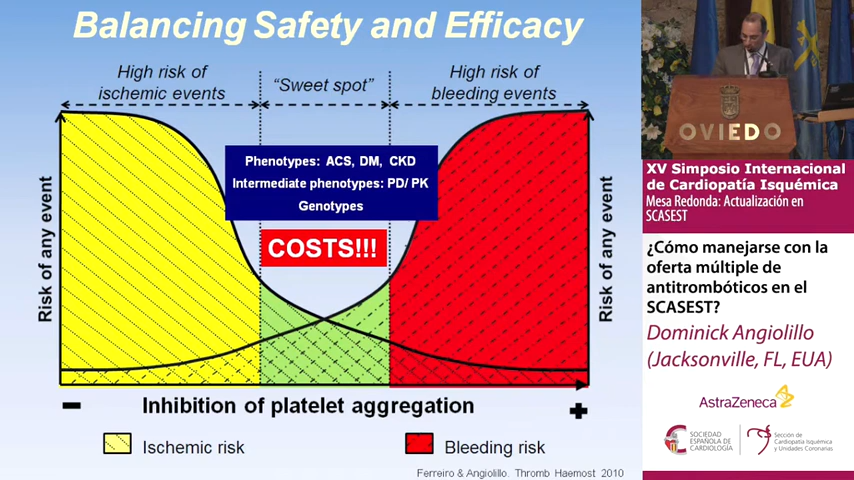 Balancing Safety and Efficacy
High risk of
ischemic events
“Sweet spot”
High risk of
bleeding events
Phenotypes: ACS, DM, CKD
Intermediate phenotypes: PD/ PK
Genotypes
COSTS!!!
Risk of any event
Risk of any event
Inhibition of platelet aggregation
Ischemic risk
Bleeding risk
Ferreiro & Angiolillo. Thromb Haemost 2010
OVIEDO
XV Simposio Internacional
de Cardiopatía Isquémica
Mesa Redonda: Actualización en
SCASEST
¿Cómo manejarse con la
oferta múltiple de
antitrombóticos en el
SCASEST?
Dominick Angiolillo
(Jacksonville, FL, EUA)
AstraZeneca
SOCIEDAD
ESPAÑOLA DE
CARDIOLOGÍA
Sección de
Cardiopatía Isquémica
y Unidades Coronarias